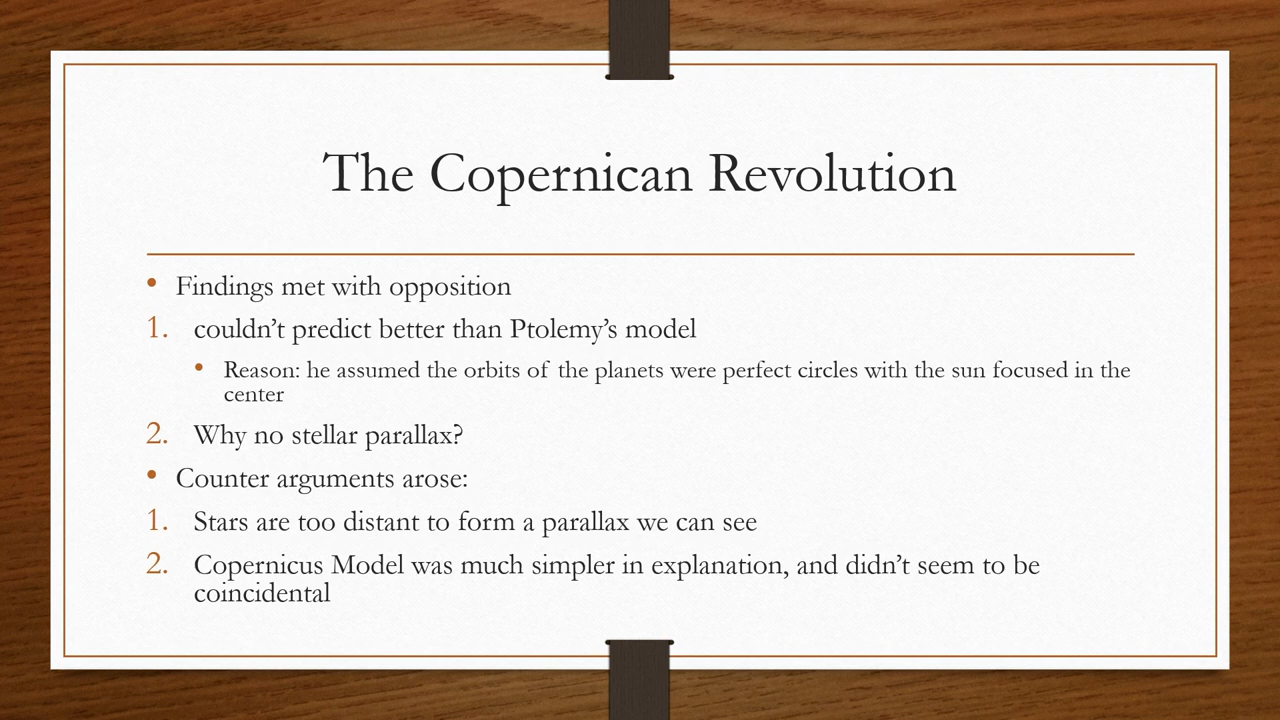 The Copernican Revolution
• Findings met with opposition
1. couldn’t predict better than Ptolemy’s model
• Reason: he assumed the orbits of the planets were perfect circles with the sun focused in the
center
2. Why no stellar parallax?
• Counter arguments arose:
1. Stars are too distant to form a parallax we can see
2. Copernicus Model was much simpler in explanation, and didn’t seem to be
coincidental